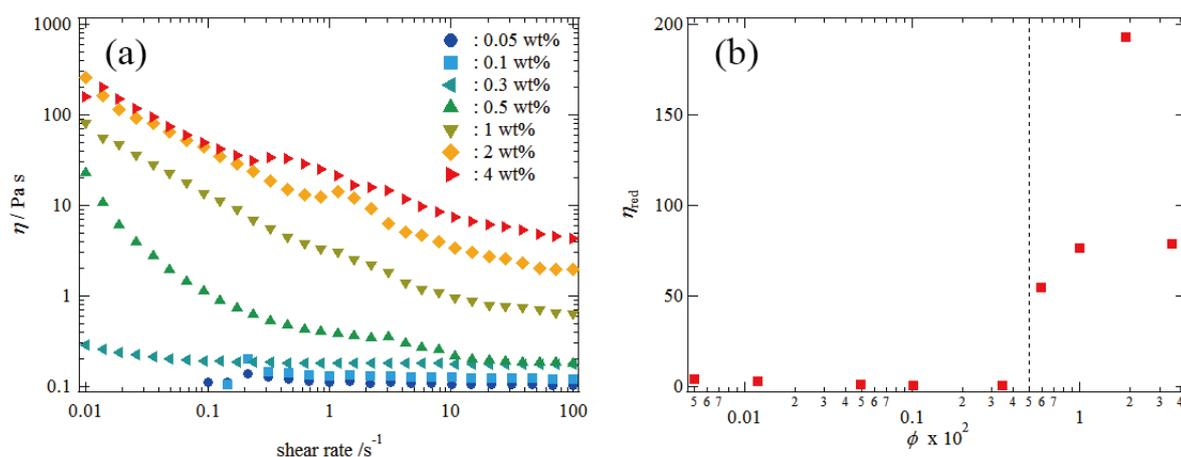 (a)
1000
100
10
1
0.1
η / Pa s
0.01 0.1 1 10 100
shear rate /s-1
: 0.05 wt%
: 0.1 wt%
: 0.3 wt%
: 0.5 wt%
: 1 wt%
: 2 wt%
: 4 wt%
(b)
200
150
100
50
0
ηred
5 6 7 2 3 4 5 6 7 2 3 4 5 6 7 2 3 4
0.01 0.1 1
ϕ x 102